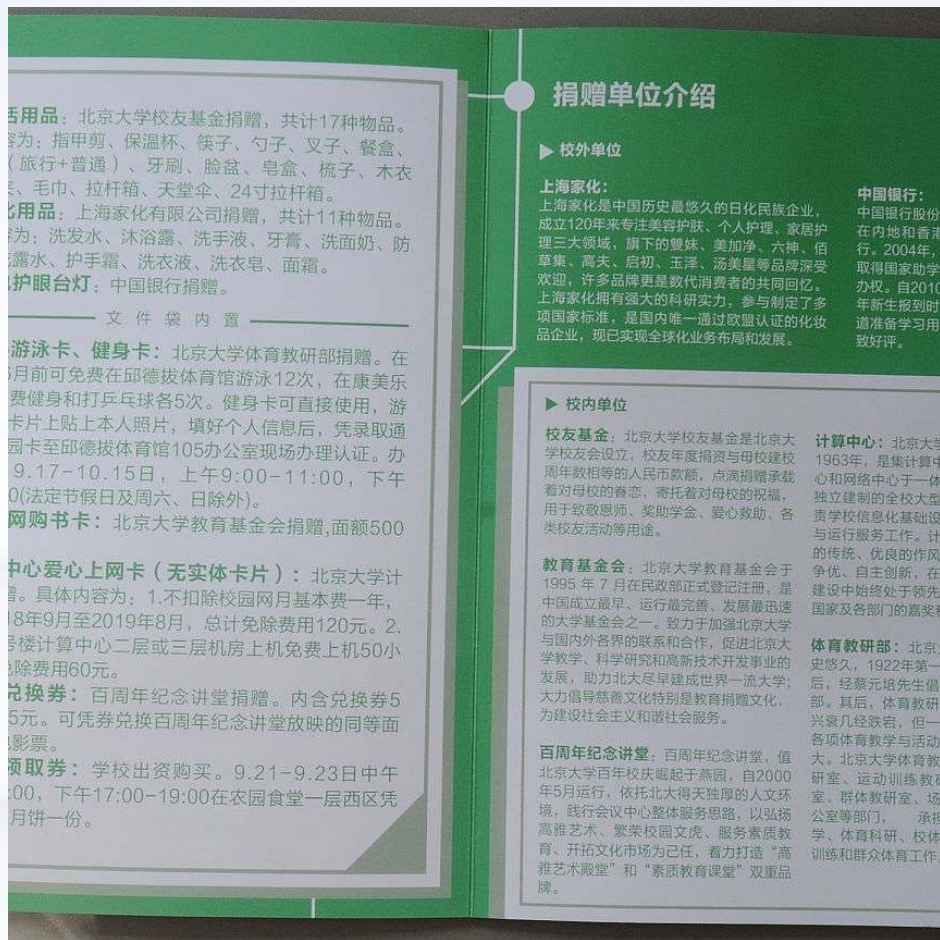 活用品：北京大学校友基金捐赠，共计17种物品。
容为：指甲剪、保温杯、筷子、勺子、叉子、餐盒、
（旅行+普通）、牙刷、脸盆、皂盒、梳子、木衣
、毛巾、拉杆箱、天堂伞、24寸拉杆箱。
化用品：上海家化有限公司捐赠，共计11种物品。
容为：洗发水、沐浴露、洗手液、牙膏、洗面奶、防
花露水、护手霜、洗衣液、洗衣皂、面霜。
护眼台灯：中国银行捐赠。
文件袋内置
游泳卡、健身卡：北京大学体育教研部捐赠。在
月前可免费在邱德拔体育馆游泳12次，在康美乐
费健身和打乒乓球各5次。健身卡可直接使用，游
卡片上贴上本人照片，填好个人信息后，凭录取通
园卡至邱德拔体育馆105办公室现场办理认证。办
9.17-10.15日，上午9:00-11:00，下午
0(法定节假日及周六、日除外)。
网购书卡：北京大学教育基金会捐赠,面额500
中心爱心上网卡（无实体卡片）：北京大学计
赠。具体内容为：1.不扣除校园网月基本费一年，
18年9月至2019年8月，总计免除费用120元。2.
号楼计算中心二层或三层机房上机免费上机50小
免除费用60元。
兑换券：百周年纪念讲堂捐赠。内含兑换券5
5元。可凭券兑换百周年纪念讲堂放映的同等面
电影票。
领取券：学校出资购买。9.21-9.23日中午
:00，下午17:00-19:00在农园食堂一层西区凭
月饼一份。
捐赠单位介绍
▶ 校外单位
上海家化：
上海家化是中国历史最悠久的日化民族企业，
成立120年来专注美容护肤、个人护理、家居护
理三大领域，旗下的雙妹、美加净、六神、佰
草集、高夫、启初、玉泽、汤美星等品牌深受
欢迎，许多品牌更是数代消费者的共同回忆。
上海家化拥有强大的科研实力，参与制定了多
项国家标准，是国内唯一通过欧盟认证的化妆
品企业，现已实现全球化业务布局和发展。
中国银行：
中国银行股份
在内地和香港
行。2004年，
取得国家助学
办权。自2010
年新生报到时
道准备学习用
致好评。
▶ 校内单位
校友基金：北京大学校友基金是北京大
学校友会设立，校友年度捐资与母校建校
周年数相等的人民币款额，点滴捐赠承载
着对母校的眷恋，寄托着对母校的祝福，
用于致敬恩师、奖助学金、爱心救助、各
类校友活动等用途。
教育基金会：北京大学教育基金会于
1995 年 7 月在民政部正式登记注册，是
中国成立最早、运行最完善、发展最迅速
的大学基金会之一。致力于加强北京大学
与国内外各界的联系和合作，促进北京大
学教学、科学研究和高新技术开发事业的
发展，助力北大尽早建成世界一流大学；
大力倡导慈善文化特别是教育捐赠文化，
为建设社会主义和谐社会服务。
百周年纪念讲堂：百周年纪念讲堂，值
北京大学百年校庆崛起于燕园，自2000
年5月运行，依托北大得天独厚的人文环
境，践行会议中心整体服务思路，以弘扬
高雅艺术、繁荣校园文虎、服务素质教
育、开拓文化市场为己任，着力打造“高
雅艺术殿堂”和“素质教育课堂”双重品
牌。
计算中心：北京大学
1963年，是集计算中
心和网络中心于一体
独立建制的全校大型
责学校信息化基础设
与运行服务工作。计
的传统、优良的作风
争优、自主创新，在
建设中始终处于领先
国家及各部门的嘉奖和
体育教研部：北京
史悠久，1922年第一
后，经蔡元培先生倡
部。其后，体育教研
兴衰几经跌宕，但一
各项体育教学与活动
大。北京大学体育教
研室、运动训练教研
室、群体教研室、场
公室等部门， 承担
学、体育科研、校体
训练和群众体育工作